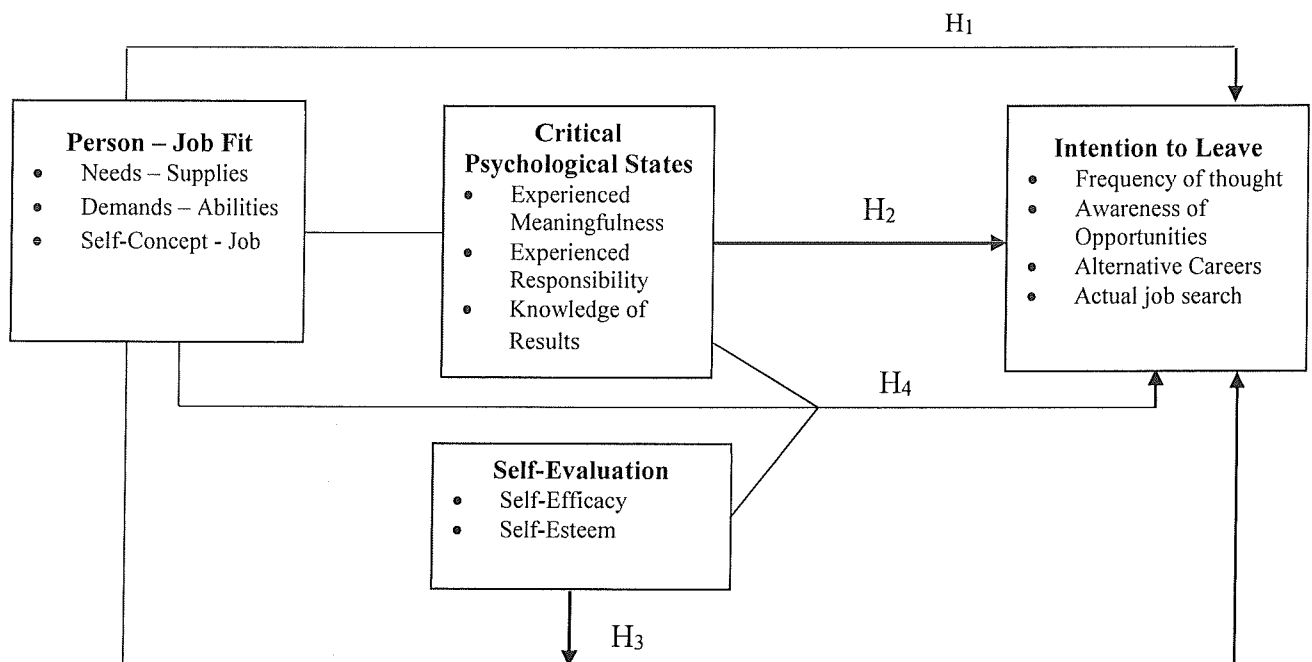 H1
Person – Job Fit
• Needs – Supplies
• Demands – Abilities
• Self-Concept - Job
Critical
Psychological States
• Experienced
Meaningfulness
• Experienced
Responsibility
• Knowledge of
Results
H2
Intention to Leave
• Frequency of thought
• Awareness of
Opportunities
• Alternative Careers
• Actual job search
H4
Self-Evaluation
• Self-Efficacy
• Self-Esteem
H3